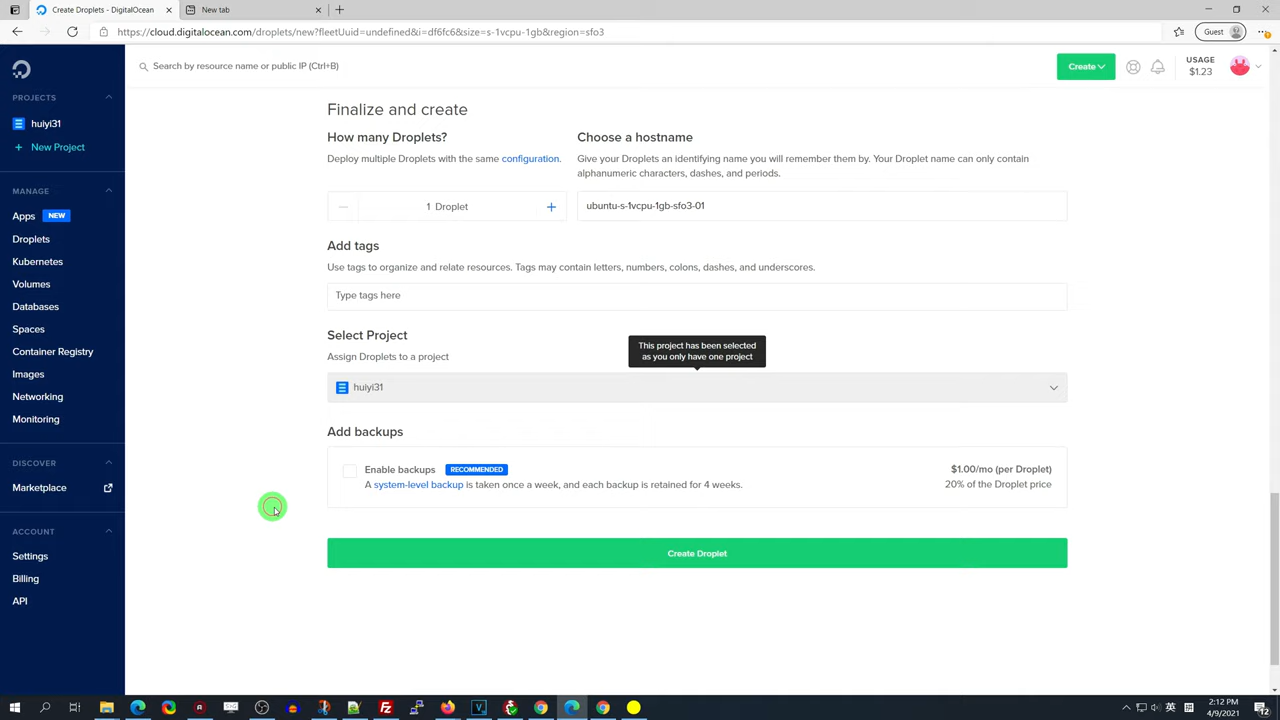 Create Droplets - DigitalOcean
New tab
https://cloud.digitalocean.com/droplets/new?fleetUuid=undefined&i=df6fc6&size=s-1vcpu-1gb&region=sfo3
Guest
Search by resource name or public IP (Ctrl+B)
Create
USAGE
$1.23
PROJECTS
huiyi31
+ New Project
MANAGE
Apps NEW
Droplets
Kubernetes
Volumes
Databases
Spaces
Container Registry
Images
Networking
Monitoring
DISCOVER
Marketplace
ACCOUNT
Settings
Billing
API
Finalize and create
How many Droplets?
Deploy multiple Droplets with the same configuration.
1 Droplet
Choose a hostname
Give your Droplets an identifying name you will remember them by. Your Droplet name can only contain
alphanumeric characters, dashes, and periods.
ubuntu-s-1vcpu-1gb-sfo3-01
Add tags
Use tags to organize and relate resources. Tags may contain letters, numbers, colons, dashes, and underscores.
Type tags here
Select Project
Assign Droplets to a project
This project has been selected
as you only have one project
huiyi31
Add backups
Enable backups RECOMMENDED
A system-level backup is taken once a week, and each backup is retained for 4 weeks.
$1.00/mo (per Droplet)
20% of the Droplet price
Create Droplet
英
2:12 PM
4/9/2021
12